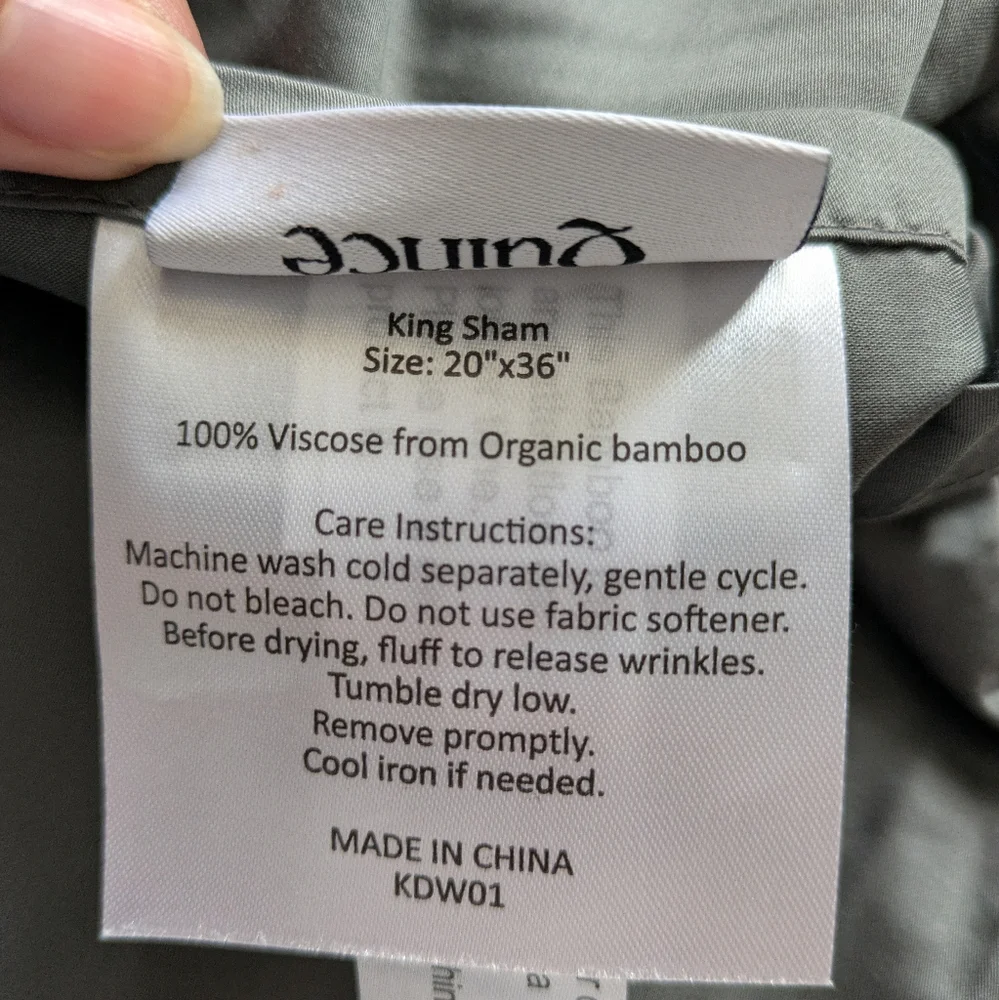 Quince
King Sham
Size: 20"x36"
100% Viscose from Organic bamboo
Care Instructions:
Machine wash cold separately, gentle cycle.
Do not bleach. Do not use fabric softener.
Before drying, fluff to release wrinkles.
Tumble dry low.
Remove promptly.
Cool iron if needed.
MADE IN CHINA
KDW01